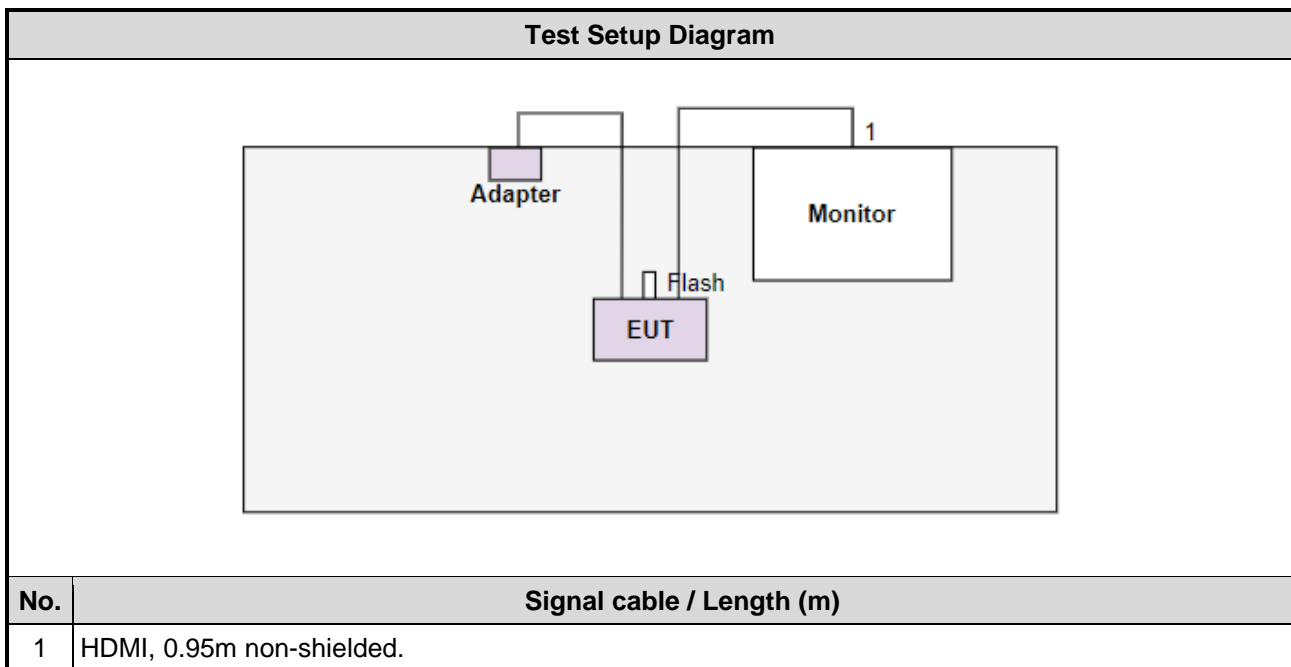 Test Setup Diagram
1
Adapter
Monitor
Flash
EUT
No. Signal cable / Length (m)
1 HDMI, 0.95m non-shielded.